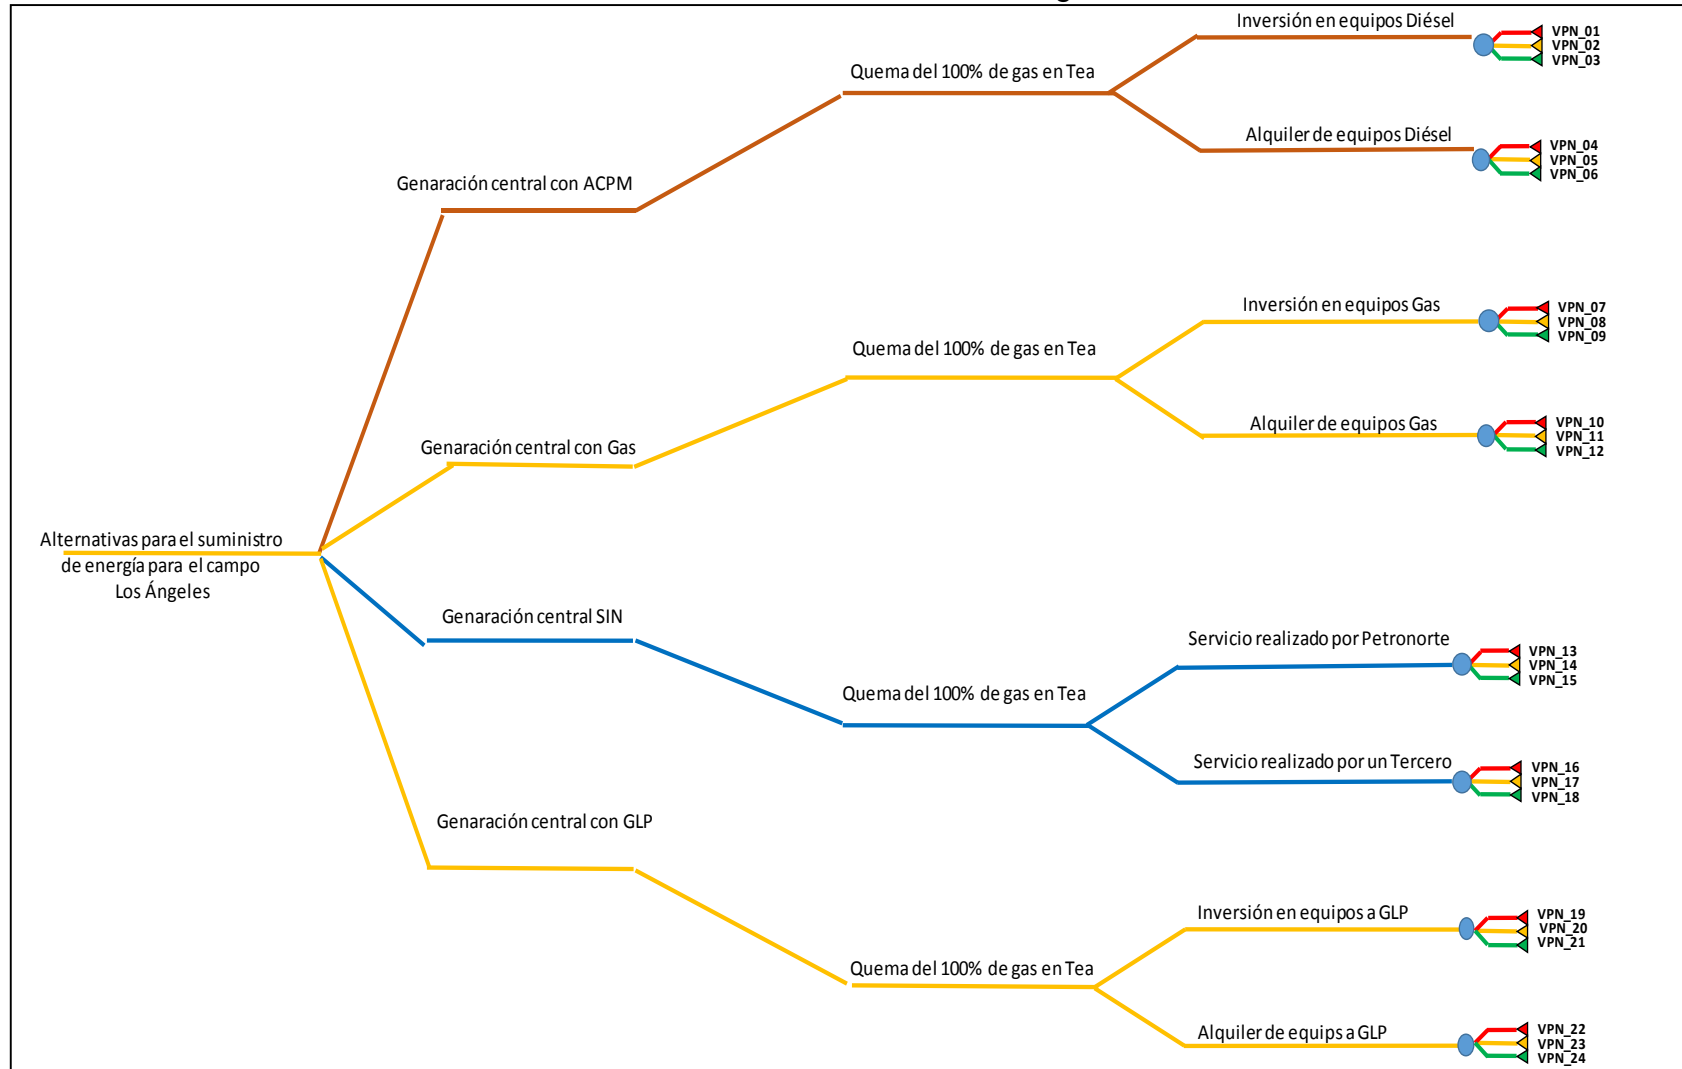 Inversión en equipos Diésel
VPN_01
VPN_02
VPN_03
Quema del 100% de gas en Tea
Alquiler de equipos Diésel
VPN_04
VPN_05
VPN_06
Genaración central con ACPM
Inversión en equipos Gas
VPN_07
VPN_08
VPN_09
Quema del 100% de gas en Tea
Alquiler de equipos Gas
VPN_10
VPN_11
VPN_12
Genaración central con Gas
Alternativas para el suministro
de energía para el campo
Los Ángeles
Genaración central SIN
Servicio realizado por Petronorte
VPN_13
VPN_14
VPN_15
Quema del 100% de gas en Tea
Servicio realizado por un Tercero
VPN_16
VPN_17
VPN_18
Genaración central con GLP
Inversión en equipos a GLP
VPN_19
VPN_20
VPN_21
Quema del 100% de gas en Tea
Alquiler de equips a GLP
VPN_22
VPN_23
VPN_24